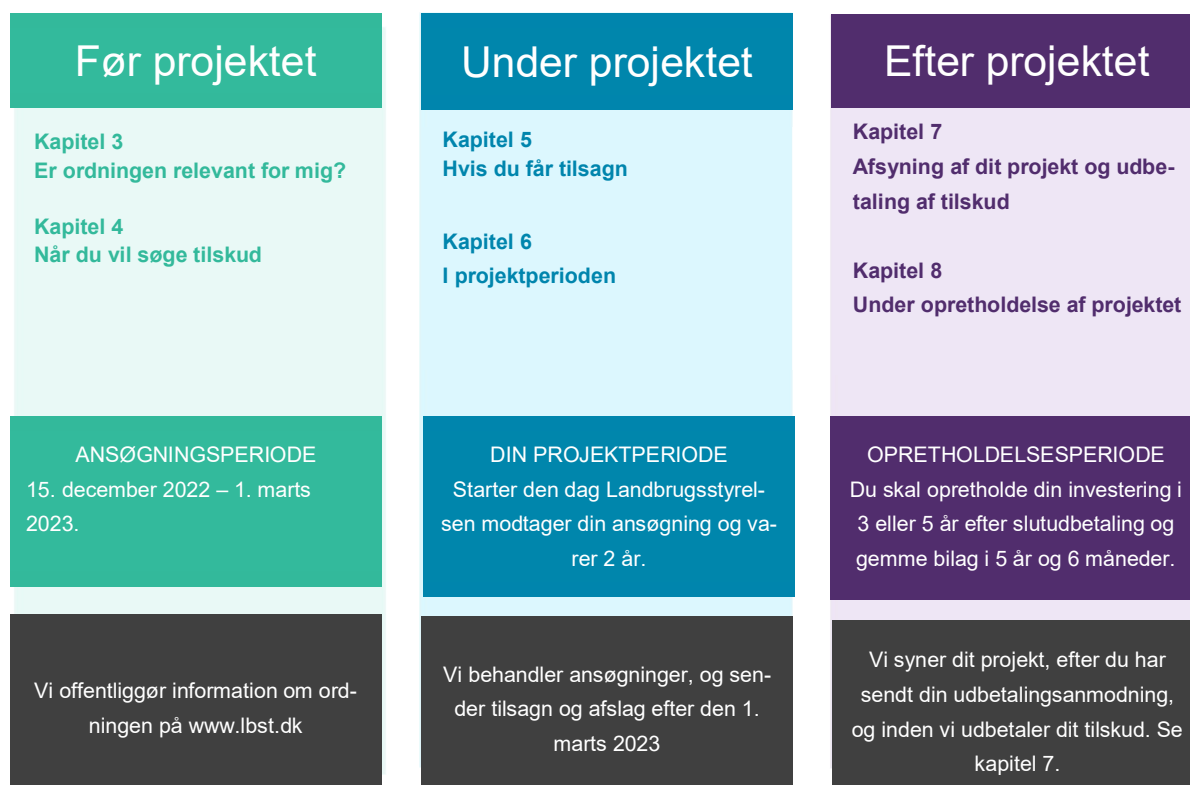 Før projektet
Kapitel 3
Er ordningen relevant for mig?
Kapitel 4
Når du vil søge tilskud
ANSØGNINGSPERIODE
15. december 2022 – 1. marts
2023.
Vi offentliggør information om ord-
ningen på www.lbst.dk
Under projektet
Kapitel 5
Hvis du får tilsagn
Kapitel 6
I projektperioden
DIN PROJEKTPERIODE
Starter den dag Landbrugsstyrel-
sen modtager din ansøgning og va-
rer 2 år.
Vi behandler ansøgninger, og sen-
der tilsagn og afslag efter den 1.
marts 2023
Efter projektet
Kapitel 7
Afsyning af dit projekt og udbe-
taling af tilskud
Kapitel 8
Under opretholdelse af projektet
OPRETHOLDELSESPERIODE
Du skal opretholde din investering i
3 eller 5 år efter slutudbetaling og
gemme bilag i 5 år og 6 måneder.
Vi syner dit projekt, efter du har
sendt din udbetalingsanmodning,
og inden vi udbetaler dit tilskud. Se
kapitel 7.